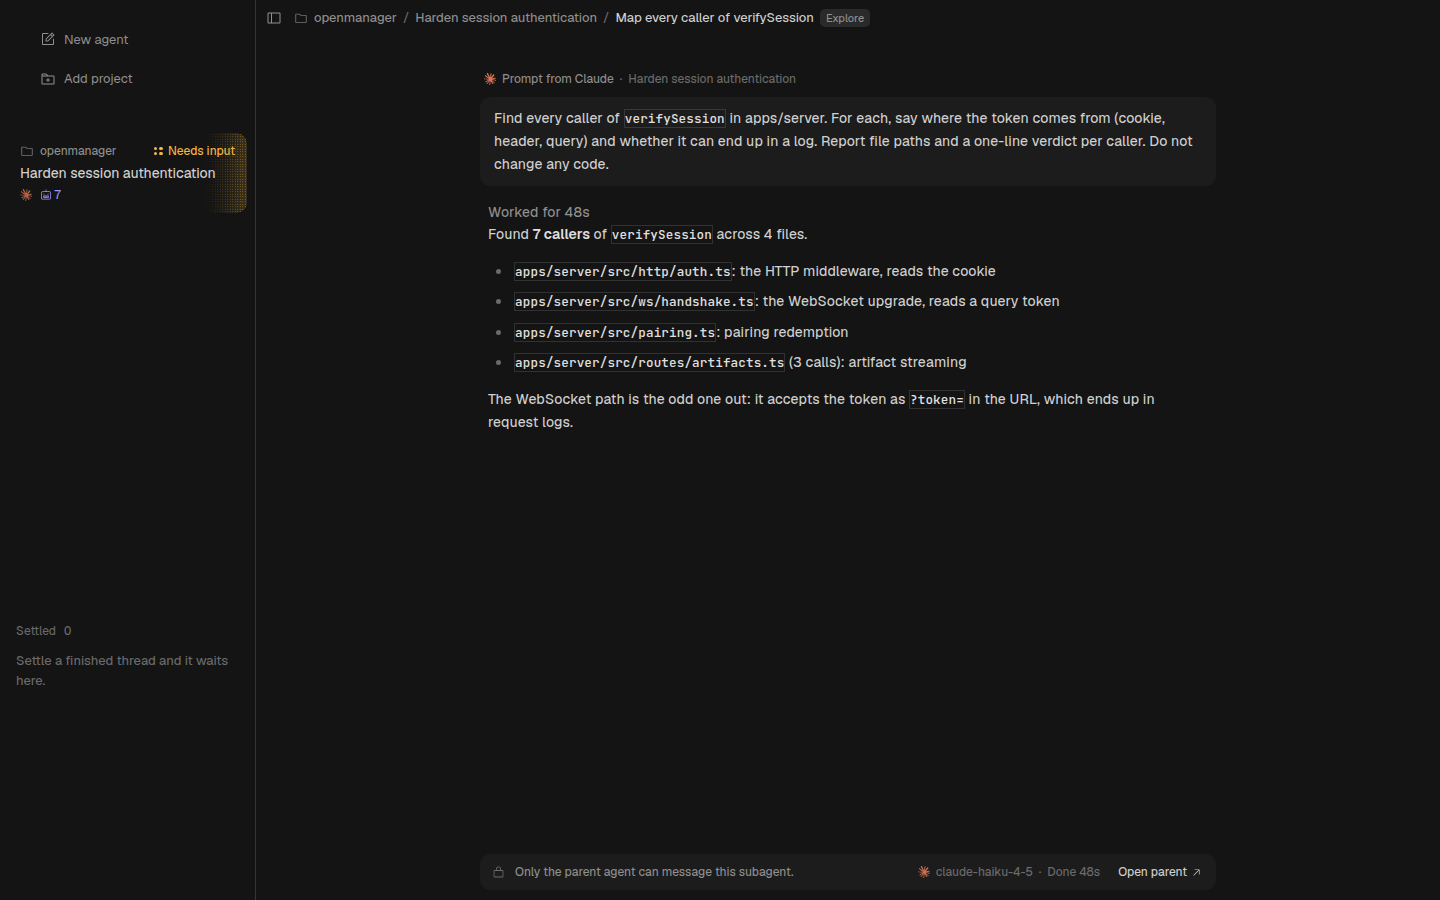 New agent
Add project
openmanager
Needs input
Harden session authentication
7
Settled 0
Settle a finished thread and it waits
here.
openmanager / Harden session authentication / Map every caller of verifySession Explore
Prompt from Claude · Harden session authentication
Find every caller of verifySession in apps/server. For each, say where the token comes from (cookie,
header, query) and whether it can end up in a log. Report file paths and a one-line verdict per caller. Do not
change any code.
Worked for 48s
Found 7 callers of verifySession across 4 files.
• apps/server/src/http/auth.ts: the HTTP middleware, reads the cookie
• apps/server/src/ws/handshake.ts: the WebSocket upgrade, reads a query token
• apps/server/src/pairing.ts: pairing redemption
• apps/server/src/routes/artifacts.ts (3 calls): artifact streaming
The WebSocket path is the odd one out: it accepts the token as ?token= in the URL, which ends up in
request logs.
Only the parent agent can message this subagent.
claude-haiku-4-5 · Done 48s
Open parent